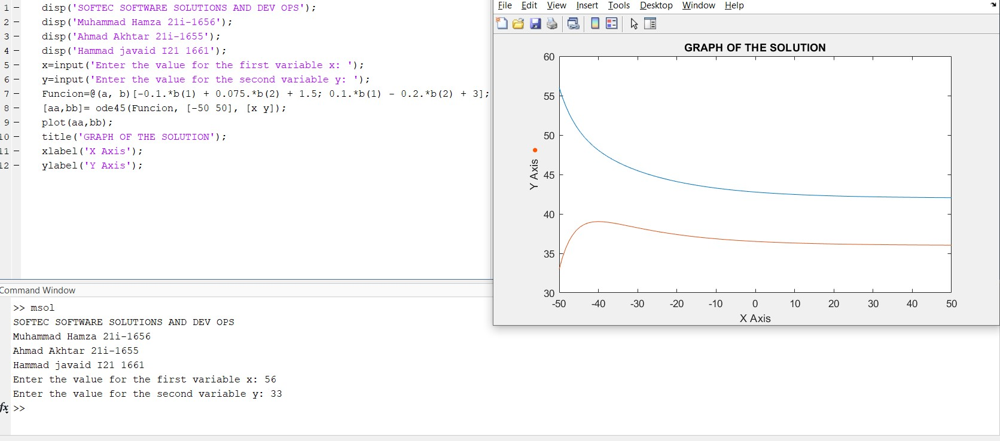 1 – disp('SOFTEC SOFTWARE SOLUTIONS AND DEV OPS');
2 – disp('Muhammad Hamza 21i-1656');
3 – disp('Ahmad Akhtar 21i-1655');
4 – disp('Hammad javaid I21 1661');
5 – x=input('Enter the value for the first variable x: ');
6 – y=input('Enter the value for the second variable y: ');
7 – Funcion=@(a, b)[-0.1.*b(1) + 0.075.*b(2) + 1.5; 0.1.*b(1) - 0.2.*b(2) + 3];
8 – [aa,bb]= ode45(Funcion, [-50 50], [x y]);
9 – plot(aa,bb);
10 – title('GRAPH OF THE SOLUTION');
11 – xlabel('X Axis');
12 – ylabel('Y Axis');
File Edit View Insert Tools Desktop Window Help
GRAPH OF THE SOLUTION
60
55
50
45
40
35
30
Y Axis
-50 -40 -30 -20 -10 0 10 20 30 40 50
X Axis
Command Window
>> msol
SOFTEC SOFTWARE SOLUTIONS AND DEV OPS
Muhammad Hamza 21i-1656
Ahmad Akhtar 21i-1655
Hammad javaid I21 1661
Enter the value for the first variable x: 56
Enter the value for the second variable y: 33
fx >>